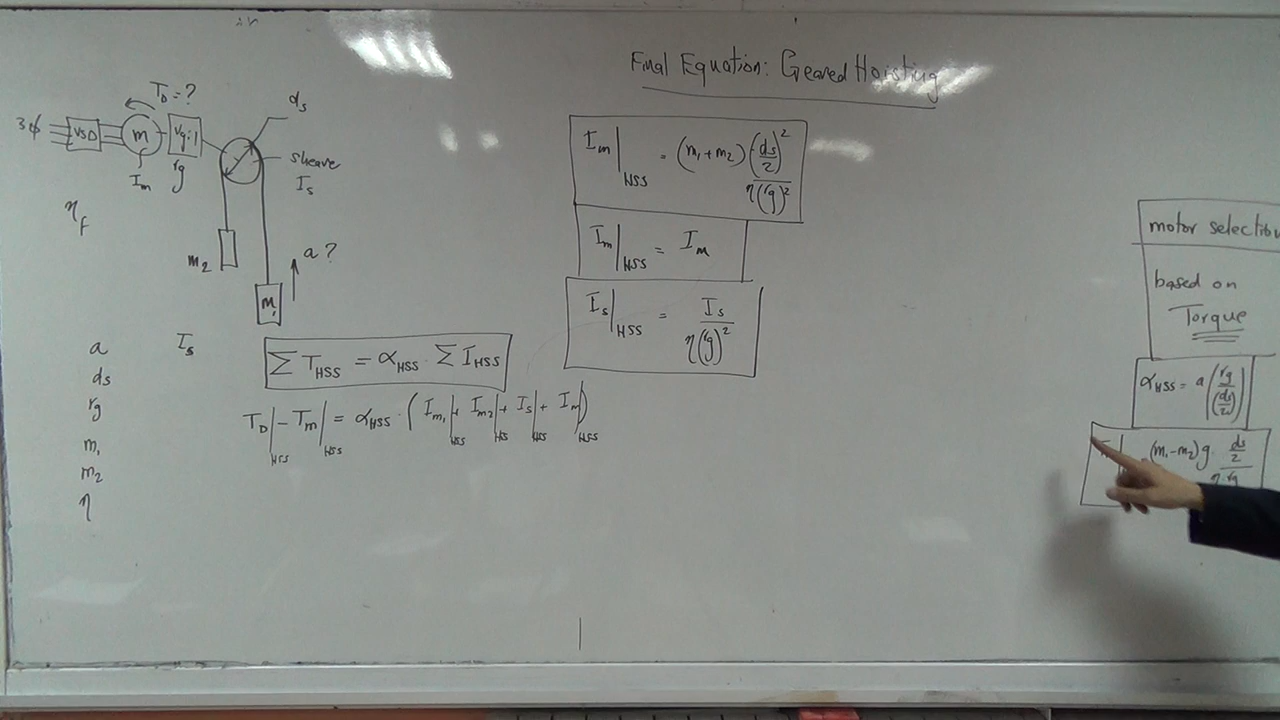 Final Equation: Geared Hoisting
T_D = ?
d_s
3ϕ VSD m r_g:1
sheave
I_m r_g I_s
η_f
m_2 a ?
m_1
a I_s
d_s
r_g
m_1
m_2
η
Σ T_HSS = α_HSS · Σ I_HSS
T_D|_HSS - T_m|_HSS = α_HSS · (I_m1|_HSS + I_m2|_HSS + I_s|_HSS + I_m|_HSS)
I_m|_HSS = (m_1 + m_2) (d_s/2)^2 / η(r_g)^2
I_m|_HSS = I_m
I_s|_HSS = I_s / η(r_g)^2
motor selection
based on
Torque
α_HSS = a (r_g / (d_s/2))
(m_1 - m_2) g · (d_s/2) / η r_g